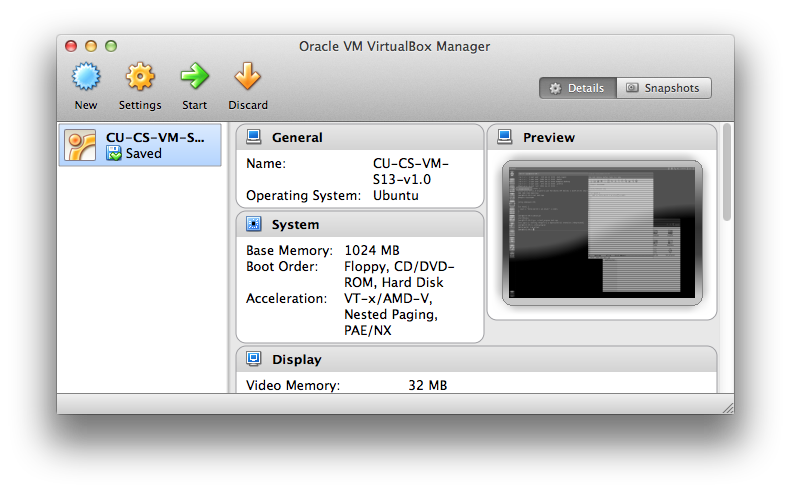 Oracle VM VirtualBox Manager
New Settings Start Discard Details Snapshots
CU-CS-VM-S...
Saved
General
Name: CU-CS-VM-
S13-v1.0
Operating System: Ubuntu
Preview
System
Base Memory: 1024 MB
Boot Order: Floppy, CD/DVD-
ROM, Hard Disk
Acceleration: VT-x/AMD-V,
Nested Paging,
PAE/NX
Display
Video Memory: 32 MB